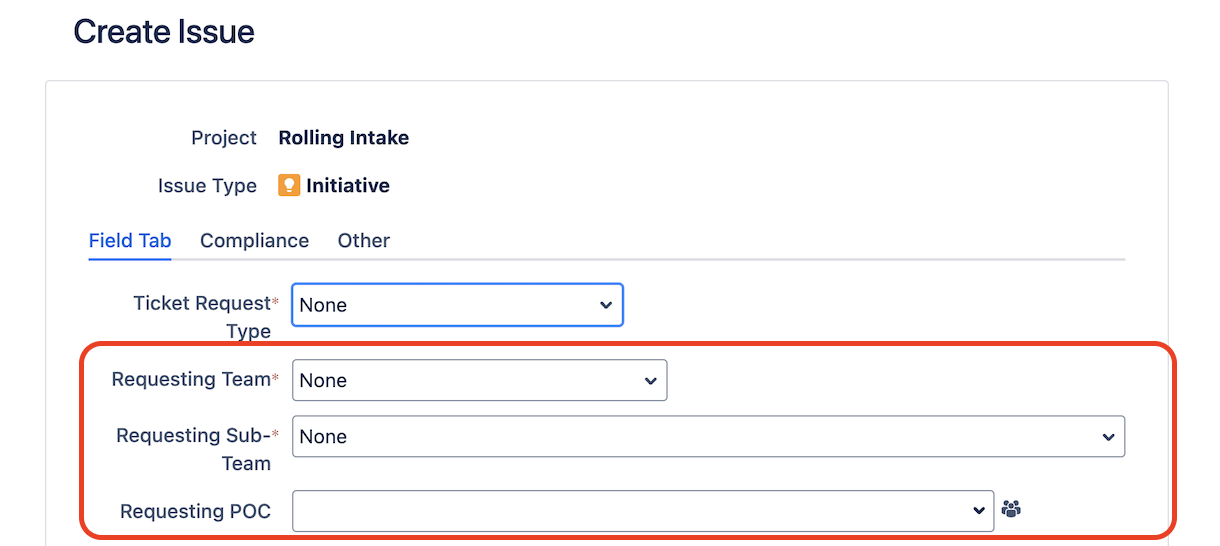 Create Issue
Project Rolling Intake
Issue Type Initiative
Field Tab Compliance Other
Ticket Request* None
Type
Requesting Team* None
Requesting Sub-* None
Team
Requesting POC